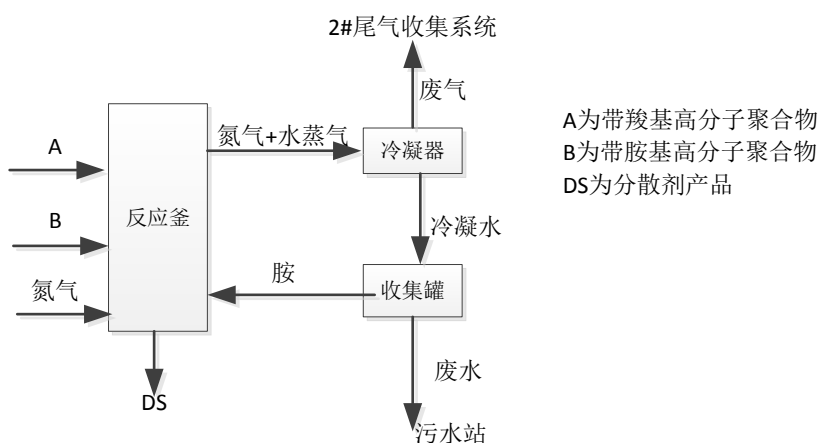 2#尾气收集系统
废气
氮气+水蒸气
冷凝器
A
B
氮气
反应釜
冷凝水
胺
收集罐
废水
DS
污水站
A为带羧基高分子聚合物
B为带胺基高分子聚合物
DS为分散剂产品